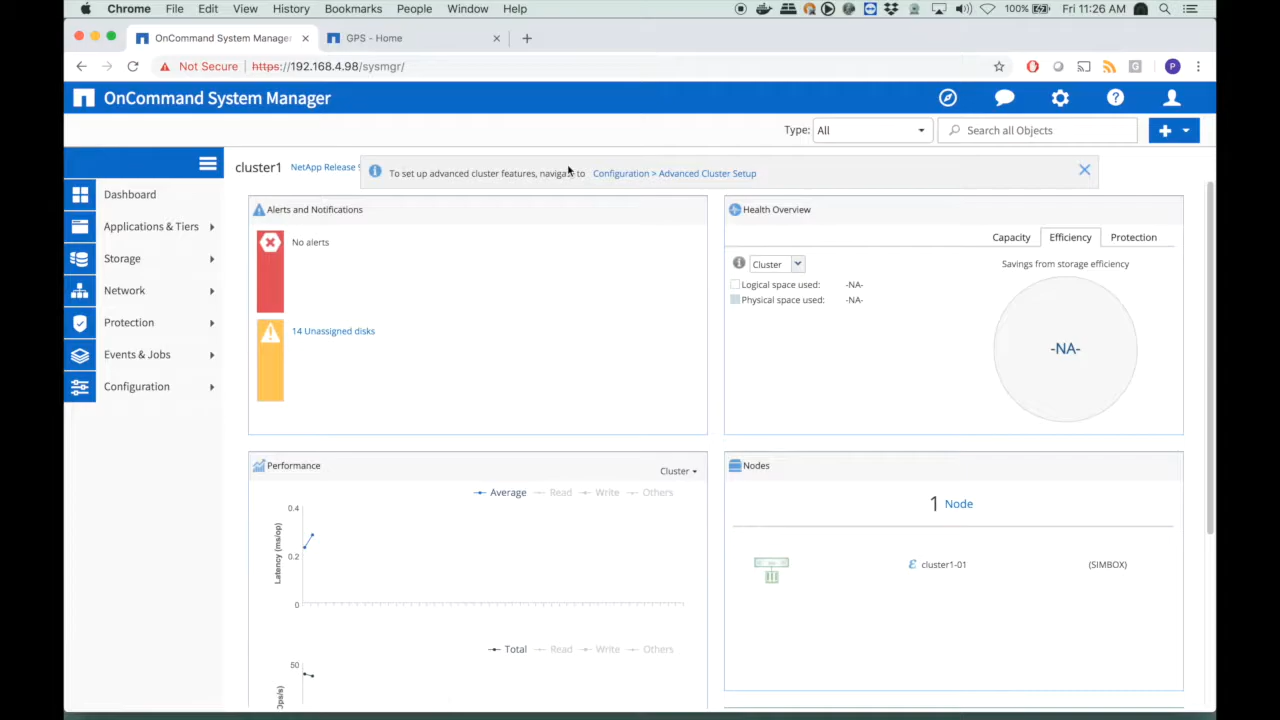 Chrome File Edit View History Bookmarks People Window Help 100% Fri 11:26 AM
OnCommand System Manager GPS - Home
Not Secure https://192.168.4.98/sysmgr/ P
OnCommand System Manager
Type: All Search all Objects
cluster1 NetApp Release
To set up advanced cluster features, navigate to Configuration > Advanced Cluster Setup
Dashboard
Applications & Tiers
Storage
Network
Protection
Events & Jobs
Configuration
Alerts and Notifications
No alerts
14 Unassigned disks
Health Overview
Capacity Efficiency Protection
Cluster
Savings from storage efficiency
Logical space used: -NA-
Physical space used: -NA-
-NA-
Performance
Cluster
Average Read Write Others
0.4
0.2
0
Latency (ms/op)
Total Read Write Others
50
Nodes
1 Node
cluster1-01 (SIMBOX)